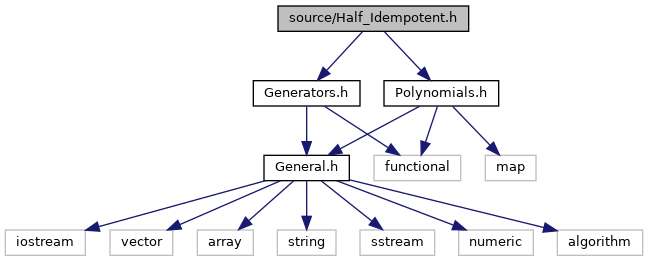 source/Half_Idempotent.h
Generators.h
Polynomials.h
General.h
functional
map
iostream
vector
array
string
sstream
numeric
algorithm